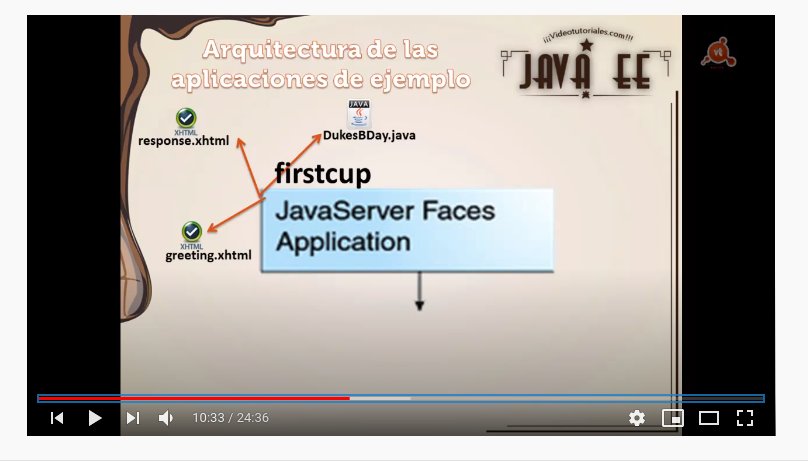 Arquitectura de las
aplicaciones de ejemplo
¡¡¡Videotutoriales.com!!!
JAVA EE
vt
XHTML
response.xhtml
JAVA
DukesBDay.java
firstcup
JavaServer Faces
Application
XHTML
greeting.xhtml
10:33 / 24:36